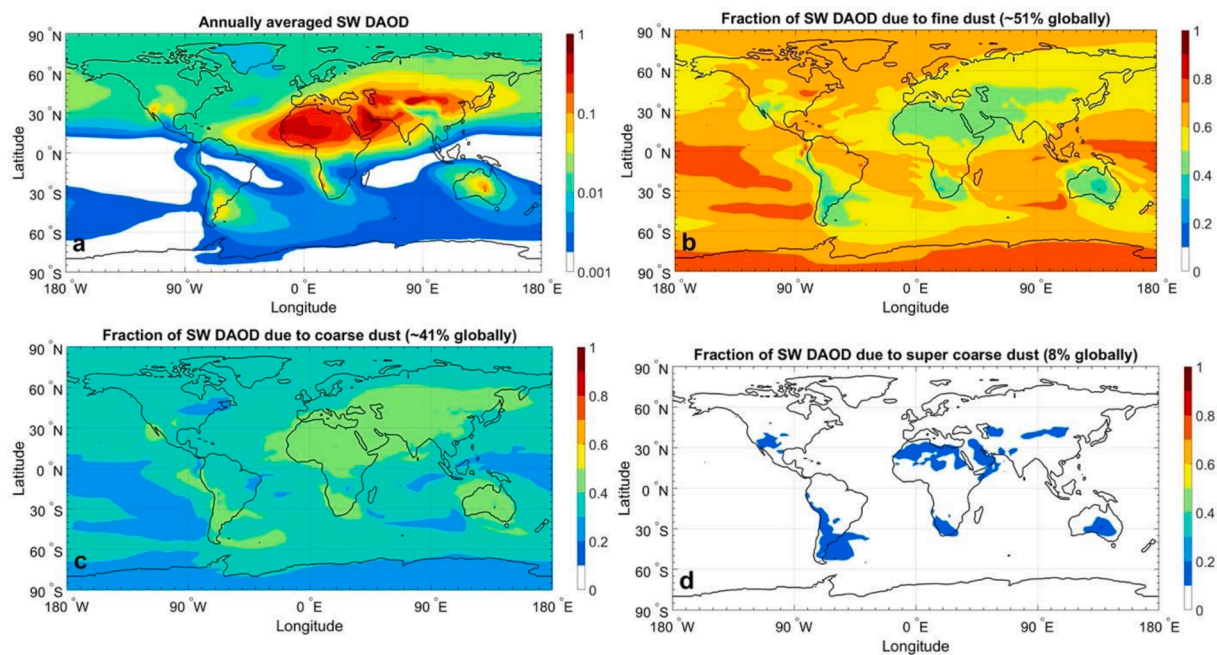 Annually averaged SW DAOD
90 °N
60 °N
30 °N
0 °N
30 °S
60 °S
90 °S
Latitude
a
180 °W
90 °W
0 °E
90 °E
180 °E
Longitude
1
0.1
0.01
0.001
Fraction of SW DAOD due to fine dust (~51% globally)
90 °N
60 °N
30 °N
0 °N
30 °S
60 °S
90 °S
Latitude
b
180 °W
90 °W
0 °E
90 °E
180 °E
Longitude
1
0.8
0.6
0.4
0.2
0
Fraction of SW DAOD due to coarse dust (~41% globally)
90 °N
60 °N
30 °N
0 °N
30 °S
60 °S
90 °S
Latitude
c
180 °W
90 °W
0 °E
90 °E
180 °E
Longitude
1
0.8
0.6
0.4
0.2
0
Fraction of SW DAOD due to super coarse dust (8% globally)
90 °N
60 °N
30 °N
0 °N
30 °S
60 °S
90 °S
Latitude
d
180 °W
90 °W
0 °E
90 °E
180 °E
Longitude
1
0.8
0.6
0.4
0.2
0